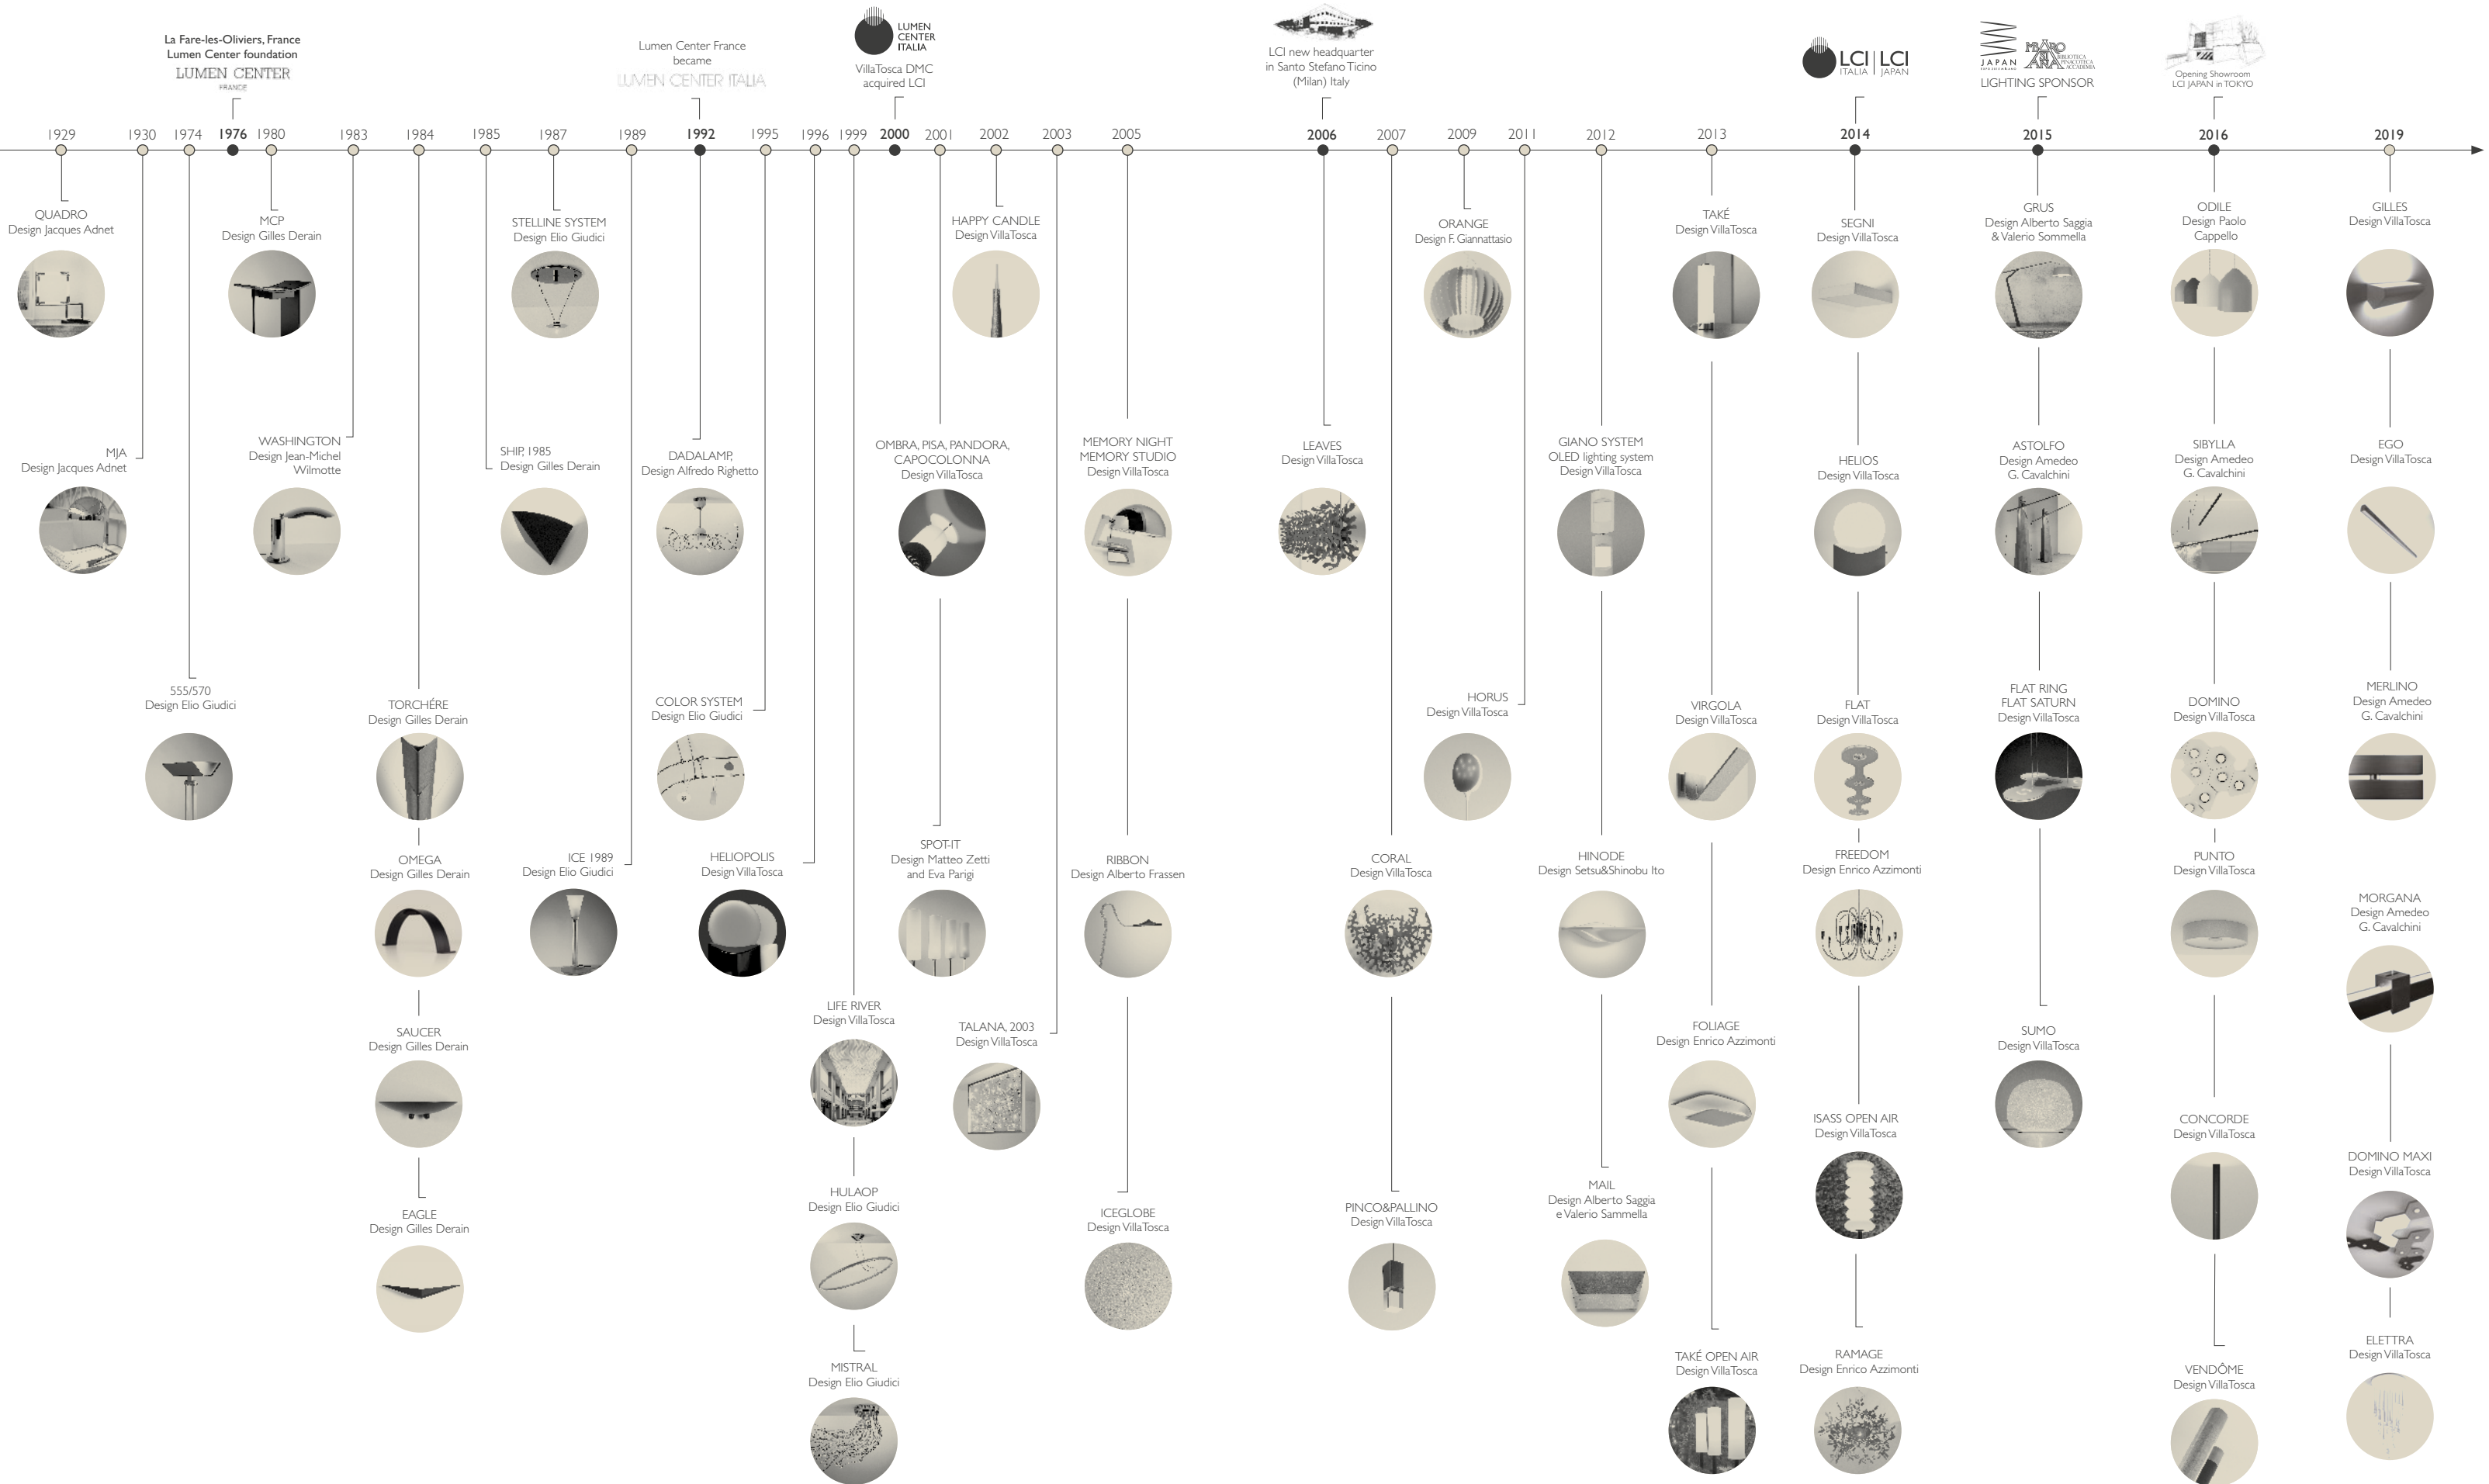 La Fare-les-Oliviers, France
Lumen Center foundation
LUMEN CENTER
FRANCE
Lumen Center France
became
LUMEN CENTER ITALIA
LUMEN
CENTER
ITALIA
VillaTosca DMC
acquired LCI
LCI new headquarter
in Santo Stefano Ticino
(Milan) Italy
LCI | LCI
ITALIA JAPAN
JAPAN
LIGHTING SPONSOR
Opening Showroom
LCI JAPAN in TOKYO
1929 1930 1974 1976 1980 1983 1984 1985 1987 1989 1992 1995 1996 1999 2000 2001 2002 2003 2005 2006 2007 2009 2011 2012 2013 2014 2015 2016 2019
QUADRO
Design Jacques Adnet
MCP
Design Gilles Derain
STELLINE SYSTEM
Design Elio Giudici
HAPPY CANDLE
Design VillaTosca
ORANGE
Design F. Giannattasio
TAKÉ
Design VillaTosca
SEGNI
Design VillaTosca
GRUS
Design Alberto Saggia
& Valerio Sommella
ODILE
Design Paolo
Cappello
GILLES
Design VillaTosca
MJA
Design Jacques Adnet
WASHINGTON
Design Jean-Michel
Wilmotte
SHIP, 1985
Design Gilles Derain
DADALAMP,
Design Alfredo Righetto
OMBRA, PISA, PANDORA,
CAPOCOLONNA
Design VillaTosca
MEMORY NIGHT
MEMORY STUDIO
Design VillaTosca
LEAVES
Design VillaTosca
GIANO SYSTEM
OLED lighting system
Design VillaTosca
HELIOS
Design VillaTosca
ASTOLFO
Design Amedeo
G. Cavalchini
SIBYLLA
Design Amedeo
G. Cavalchini
EGO
Design VillaTosca
555/570
Design Elio Giudici
TORCHÉRE
Design Gilles Derain
COLOR SYSTEM
Design Elio Giudici
HORUS
Design VillaTosca
VIRGOLA
Design VillaTosca
FLAT
Design VillaTosca
FLAT RING
FLAT SATURN
Design VillaTosca
DOMINO
Design VillaTosca
MERLINO
Design Amedeo
G. Cavalchini
OMEGA
Design Gilles Derain
ICE 1989
Design Elio Giudici
HELIOPOLIS
Design VillaTosca
SPOT-IT
Design Matteo Zetti
and Eva Parigi
RIBBON
Design Alberto Frassen
CORAL
Design VillaTosca
HINODE
Design Setsu&Shinobu Ito
FREEDOM
Design Enrico Azzimonti
PUNTO
Design VillaTosca
MORGANA
Design Amedeo
G. Cavalchini
SAUCER
Design Gilles Derain
LIFE RIVER
Design VillaTosca
TALANA, 2003
Design VillaTosca
FOLIAGE
Design Enrico Azzimonti
SUMO
Design VillaTosca
ISASS OPEN AIR
Design VillaTosca
CONCORDE
Design VillaTosca
DOMINO MAXI
Design VillaTosca
EAGLE
Design Gilles Derain
HULAOP
Design Elio Giudici
ICEGLOBE
Design VillaTosca
PINCO&PALLINO
Design VillaTosca
MAIL
Design Alberto Saggia
e Valerio Sammella
MISTRAL
Design Elio Giudici
TAKÉ OPEN AIR
Design VillaTosca
RAMAGE
Design Enrico Azzimonti
VENDÔME
Design VillaTosca
ELETTRA
Design VillaTosca